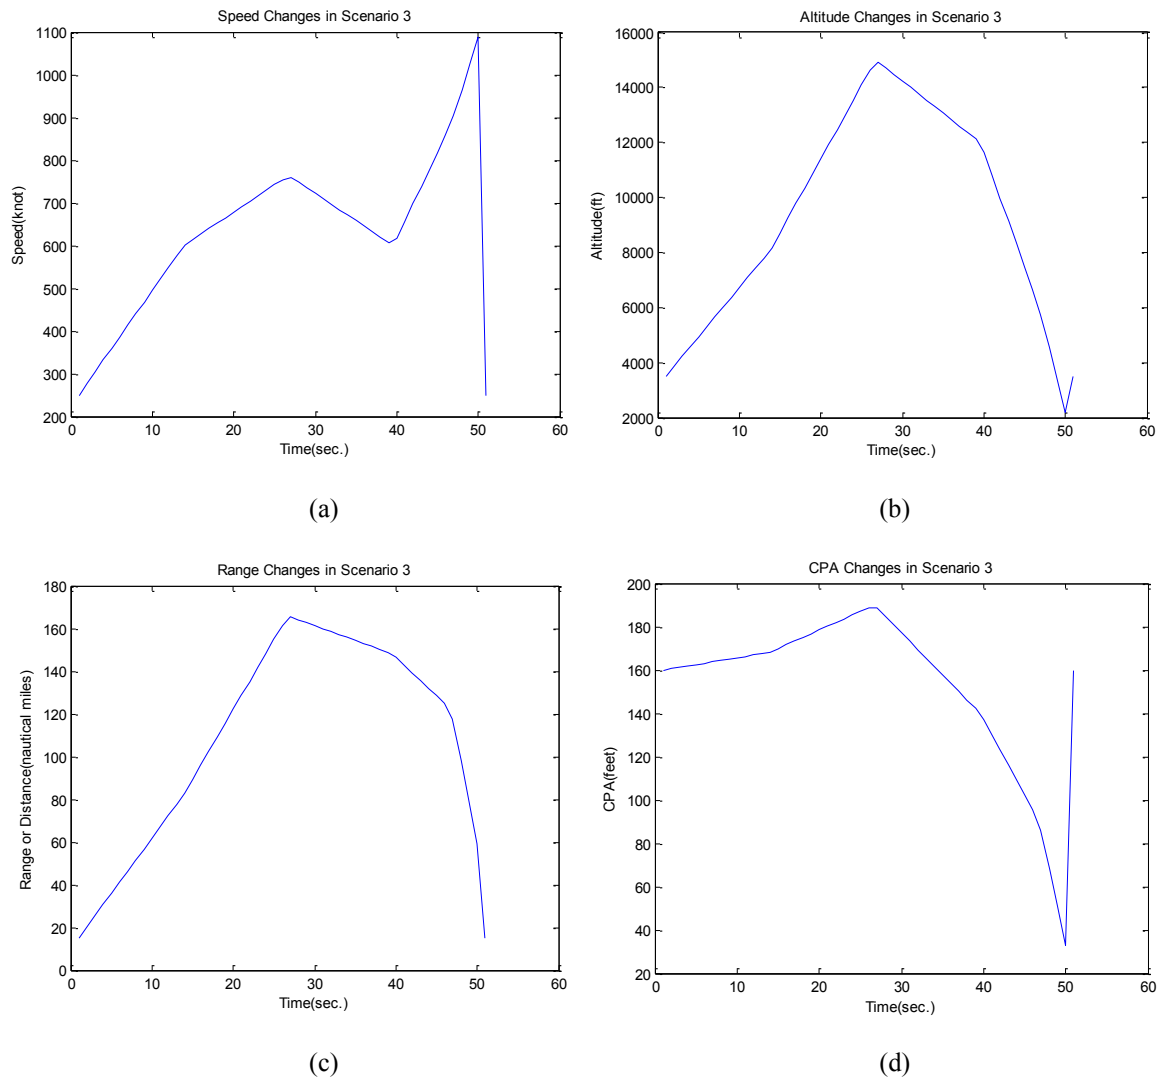 Speed Changes in Scenario 3
1100
1000
900
800
700
600
500
400
300
200
Speed(knot)
0 10 20 30 40 50 60
Time(sec.)
(a)
Altitude Changes in Scenario 3
16000
14000
12000
10000
8000
6000
4000
2000
Altitude(ft)
0 10 20 30 40 50 60
Time(sec.)
(b)
Range Changes in Scenario 3
180
160
140
120
100
80
60
40
20
0
Range or Distance(nautical miles)
0 10 20 30 40 50 60
Time(sec.)
(c)
CPA Changes in Scenario 3
200
180
160
140
120
100
80
60
40
20
CPA(feet)
0 10 20 30 40 50 60
Time(sec.)
(d)